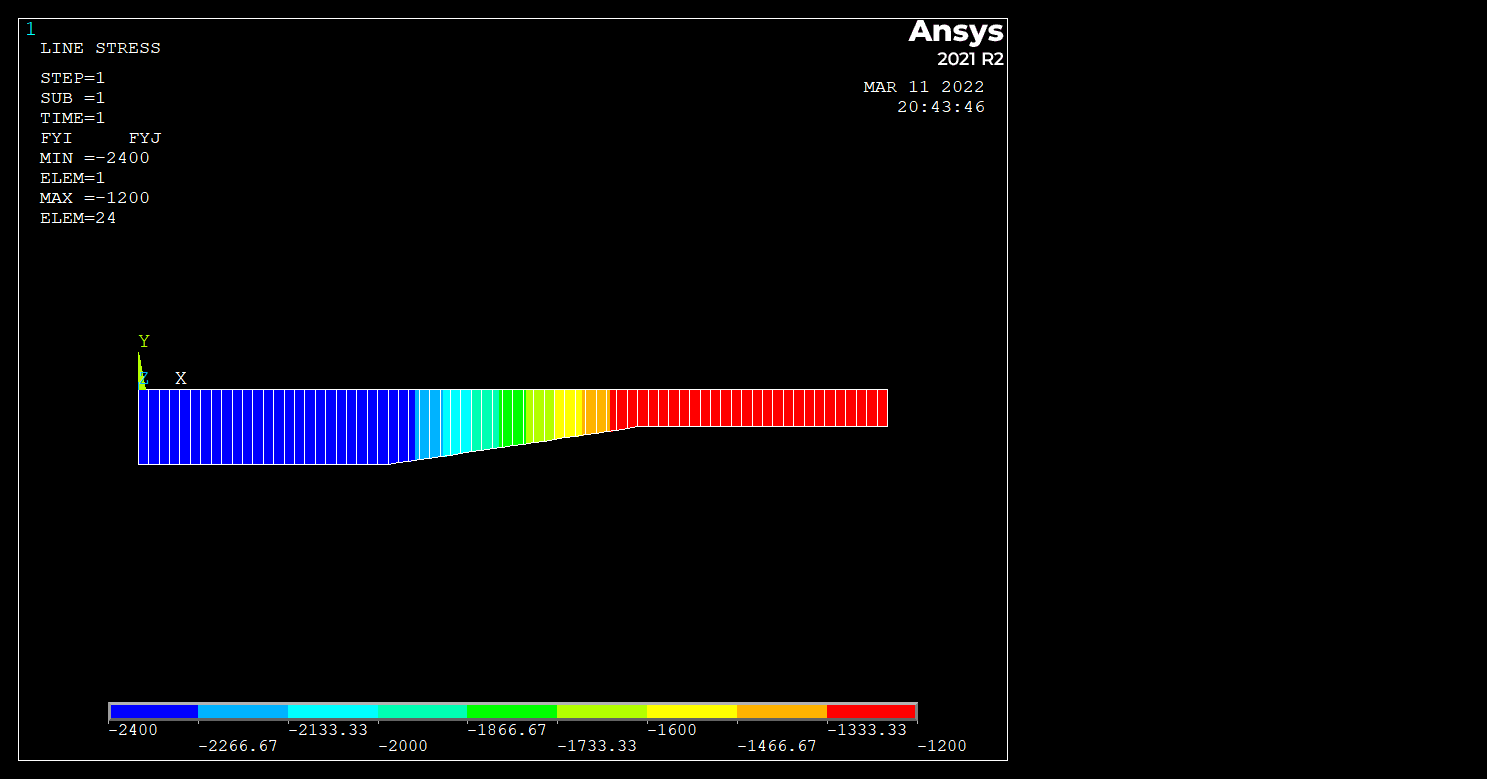 1
Ansys
2021 R2
LINE STRESS
STEP=1
SUB =1
TIME=1
FYI FYJ
MIN =-2400
ELEM=1
MAX =-1200
ELEM=24
MAR 11 2022
20:43:46
Y
Z X
-2400 -2133.33 -1866.67 -1600 -1333.33
-2266.67 -2000 -1733.33 -1466.67 -1200